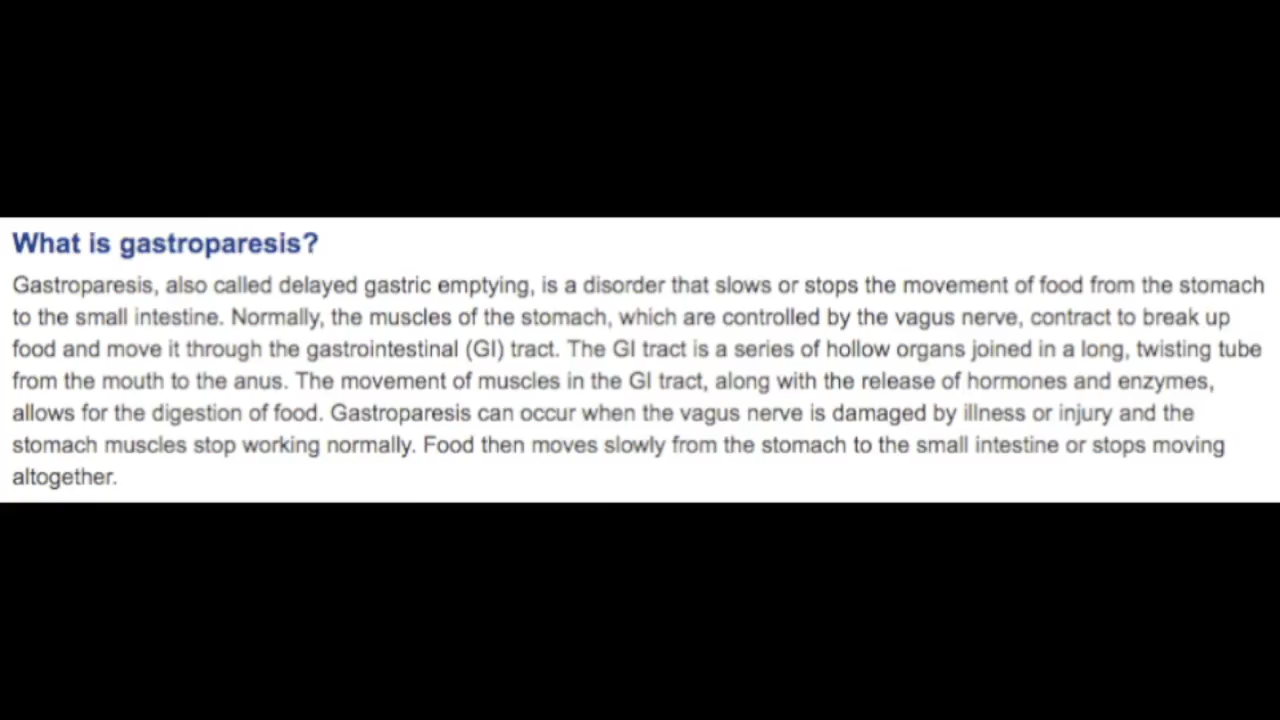 What is gastroparesis?
Gastroparesis, also called delayed gastric emptying, is a disorder that slows or stops the movement of food from the stomach
to the small intestine. Normally, the muscles of the stomach, which are controlled by the vagus nerve, contract to break up
food and move it through the gastrointestinal (GI) tract. The GI tract is a series of hollow organs joined in a long, twisting tube
from the mouth to the anus. The movement of muscles in the GI tract, along with the release of hormones and enzymes,
allows for the digestion of food. Gastroparesis can occur when the vagus nerve is damaged by illness or injury and the
stomach muscles stop working normally. Food then moves slowly from the stomach to the small intestine or stops moving
altogether.